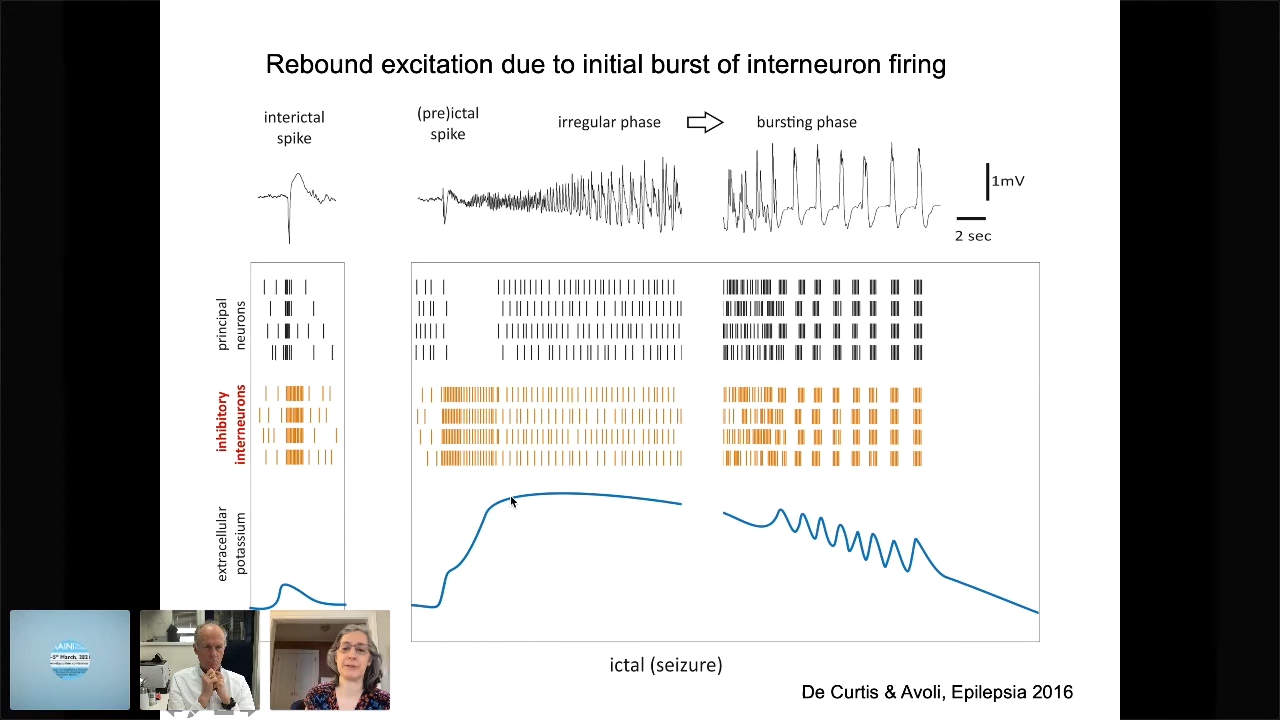 Rebound excitation due to initial burst of interneuron firing
interictal
spike
(pre)ictal
spike
irregular phase
bursting phase
1mV
2 sec
principal
neurons
inhibitory
interneurons
extracellular
potassium
ictal (seizure)
De Curtis & Avoli, Epilepsia 2016